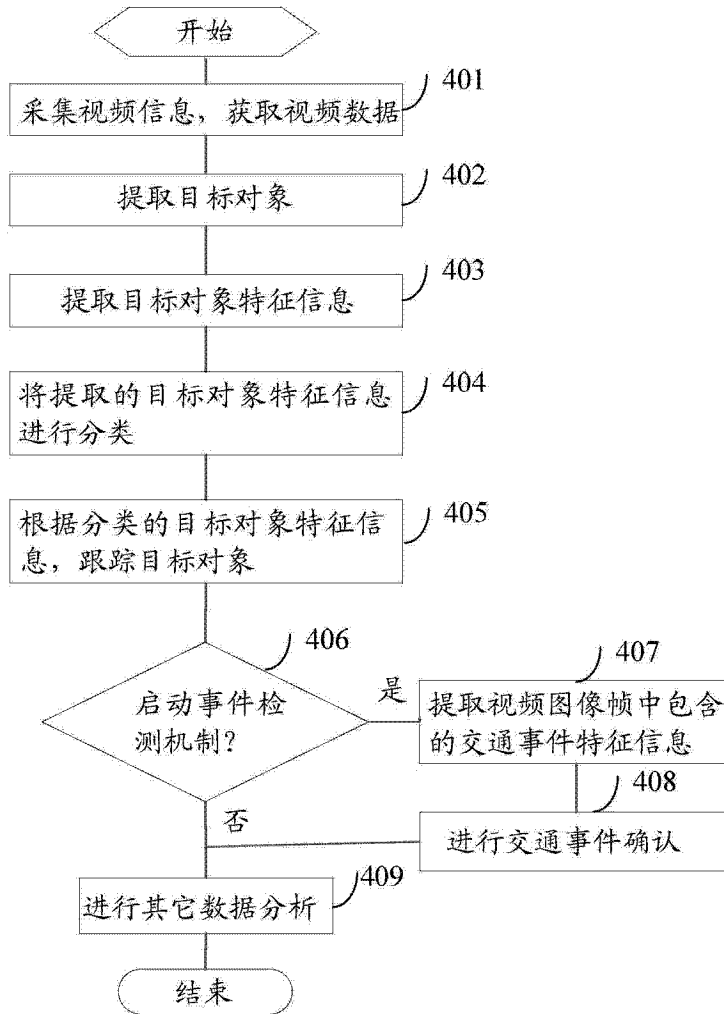 开始
采集视频信息，获取视频数据
401
提取目标对象
402
提取目标对象特征信息
403
将提取的目标对象特征信息
进行分类
404
根据分类的目标对象特征信
息，跟踪目标对象
405
启动事件检
测机制？
406
是
提取视频图像帧中包含
的交通事件特征信息
407
进行交通事件确认
408
否
进行其它数据分析
409
结束